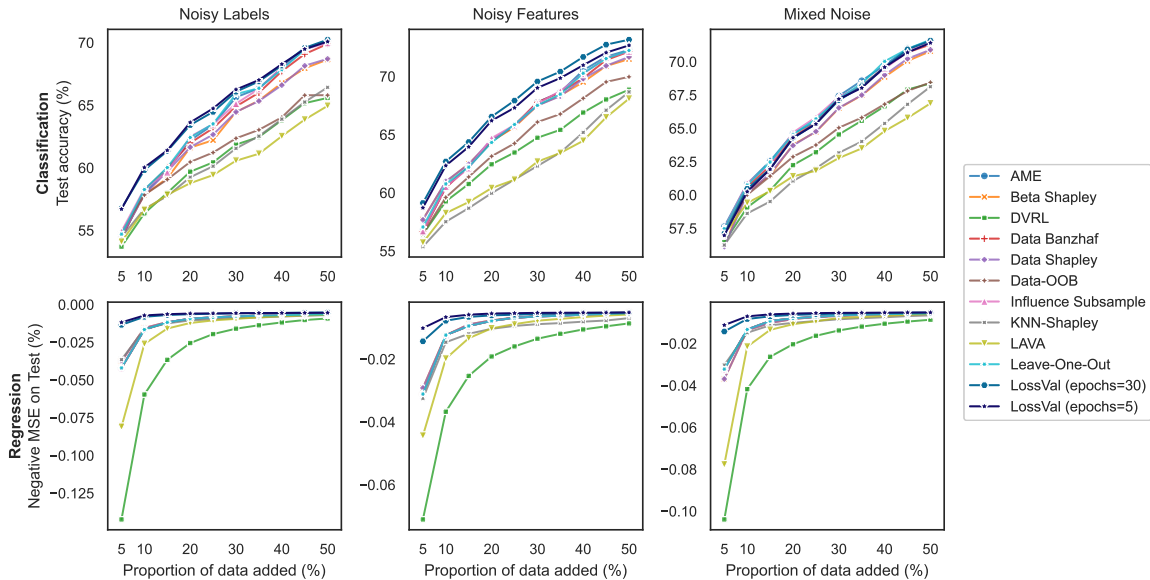 Noisy Labels
Noisy Features
Mixed Noise
Classification
Test accuracy (%)
70
65
60
55
5 10 20 30 40 50
70
65
60
55
5 10 20 30 40 50
70.0
67.5
65.0
62.5
60.0
57.5
5 10 20 30 40 50
AME
Beta Shapley
DVRL
Data Banzhaf
Data Shapley
Data-OOB
Influence Subsample
KNN-Shapley
LAVA
Leave-One-Out
LossVal (epochs=30)
LossVal (epochs=5)
Regression
Negative MSE on Test (%)
0.000
−0.025
−0.050
−0.075
−0.100
−0.125
5 10 20 30 40 50
Proportion of data added (%)
−0.02
−0.04
−0.06
5 10 20 30 40 50
Proportion of data added (%)
−0.02
−0.04
−0.06
−0.08
−0.10
5 10 20 30 40 50
Proportion of data added (%)